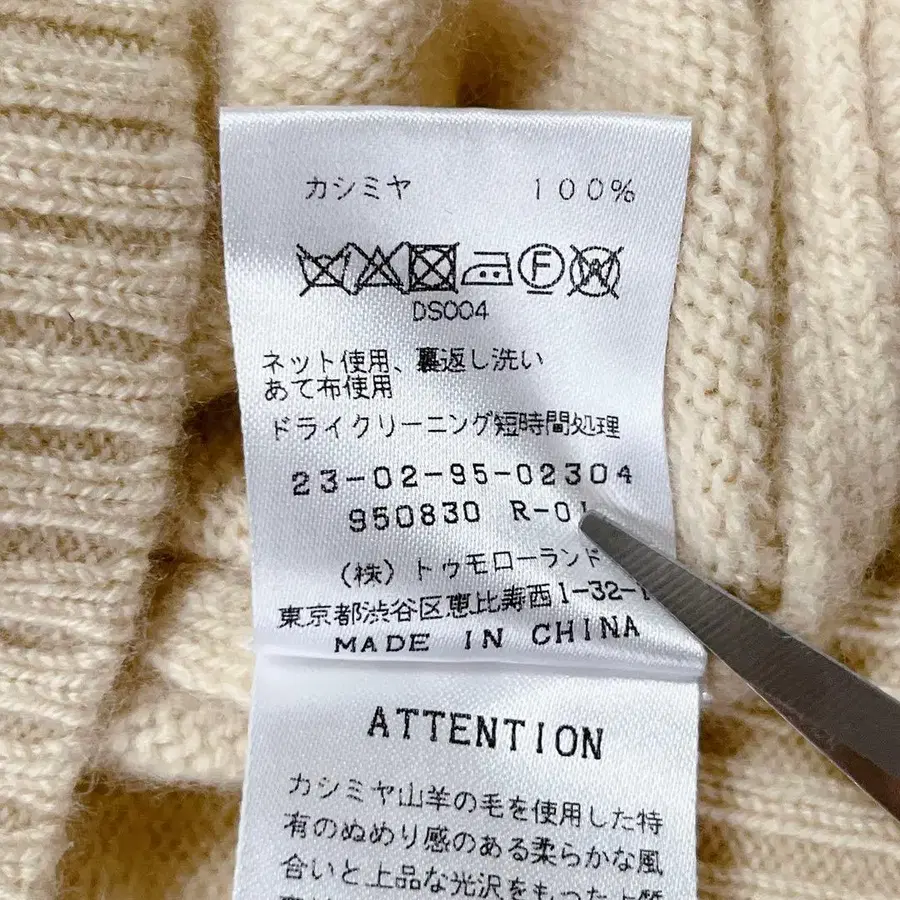 カシミヤ 100%
F W
DS004
ネット使用、裏返し洗い
あて布使用
ドライクリーニング短時間処理
23-02-95-02304
950830 R-01
(株)トゥモローランド
東京都渋谷区恵比寿西1-32-
MADE IN CHINA
ATTENTION
カシミヤ山羊の毛を使用した特
有のぬめり感のある柔らかな風
合いと上品な光沢をもった上質